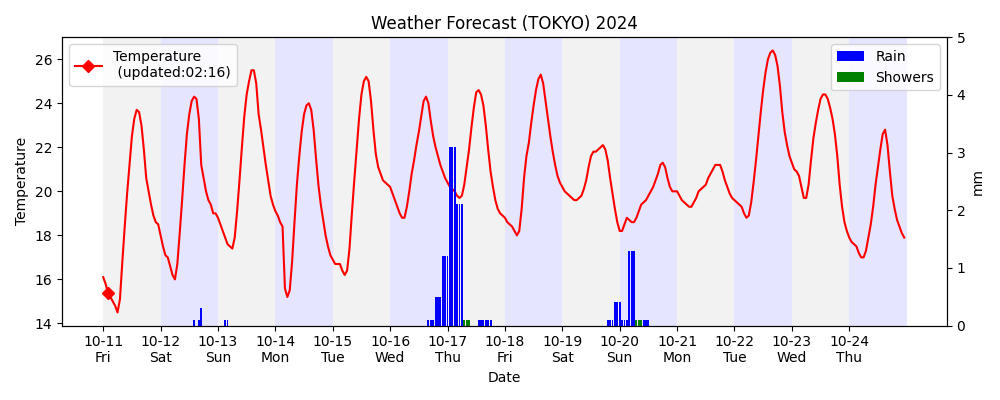 Weather Forecast (TOKYO) 2024
Temperature
(updated:02:16)
Rain
Showers
Temperature
26
24
22
20
18
16
14
5
4
3
2
1
0
mm
10-11 10-12 10-13 10-14 10-15 10-16 10-17 10-18 10-19 10-20 10-21 10-22 10-23 10-24
Fri Sat Sun Mon Tue Wed Thu Fri Sat Sun Mon Tue Wed Thu
Date